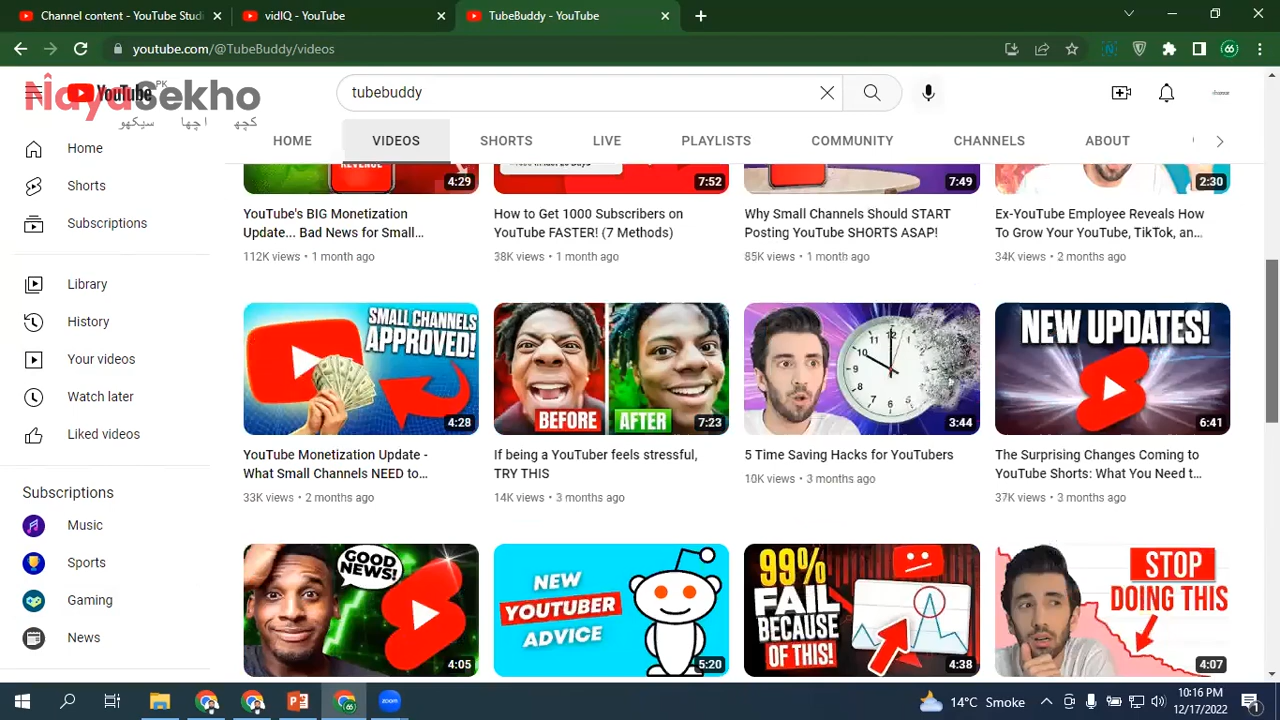 Channel content - YouTube Studi
vidIQ - YouTube
TubeBuddy - YouTube
youtube.com/@TubeBuddy/videos
NayaSekho PK
کچھ اچھا سیکھو
YouTube
tubebuddy
HOME
VIDEOS
SHORTS
LIVE
PLAYLISTS
COMMUNITY
CHANNELS
ABOUT
Home
Shorts
Subscriptions
Library
History
Your videos
Watch later
Liked videos
Subscriptions
Music
Sports
Gaming
News
REVENUE
4:29
YouTube's BIG Monetization
Update... Bad News for Small...
112K views • 1 month ago
7:52
How to Get 1000 Subscribers on
YouTube FASTER! (7 Methods)
38K views • 1 month ago
7:49
Why Small Channels Should START
Posting YouTube SHORTS ASAP!
85K views • 1 month ago
2:30
Ex-YouTube Employee Reveals How
To Grow Your YouTube, TikTok, an...
34K views • 2 months ago
SMALL CHANNELS
APPROVED!
4:28
YouTube Monetization Update -
What Small Channels NEED to...
33K views • 2 months ago
BEFORE
AFTER
7:23
If being a YouTuber feels stressful,
TRY THIS
14K views • 3 months ago
3:44
5 Time Saving Hacks for YouTubers
10K views • 3 months ago
NEW UPDATES!
6:41
The Surprising Changes Coming to
YouTube Shorts: What You Need t...
37K views • 3 months ago
GOOD
NEWS!
4:05
NEW
YOUTUBER
ADVICE
5:20
99%
FAIL
BECAUSE
OF THIS!
4:38
STOP
DOING THIS
4:07
zoom
14°C Smoke
10:16 PM
12/17/2022
1